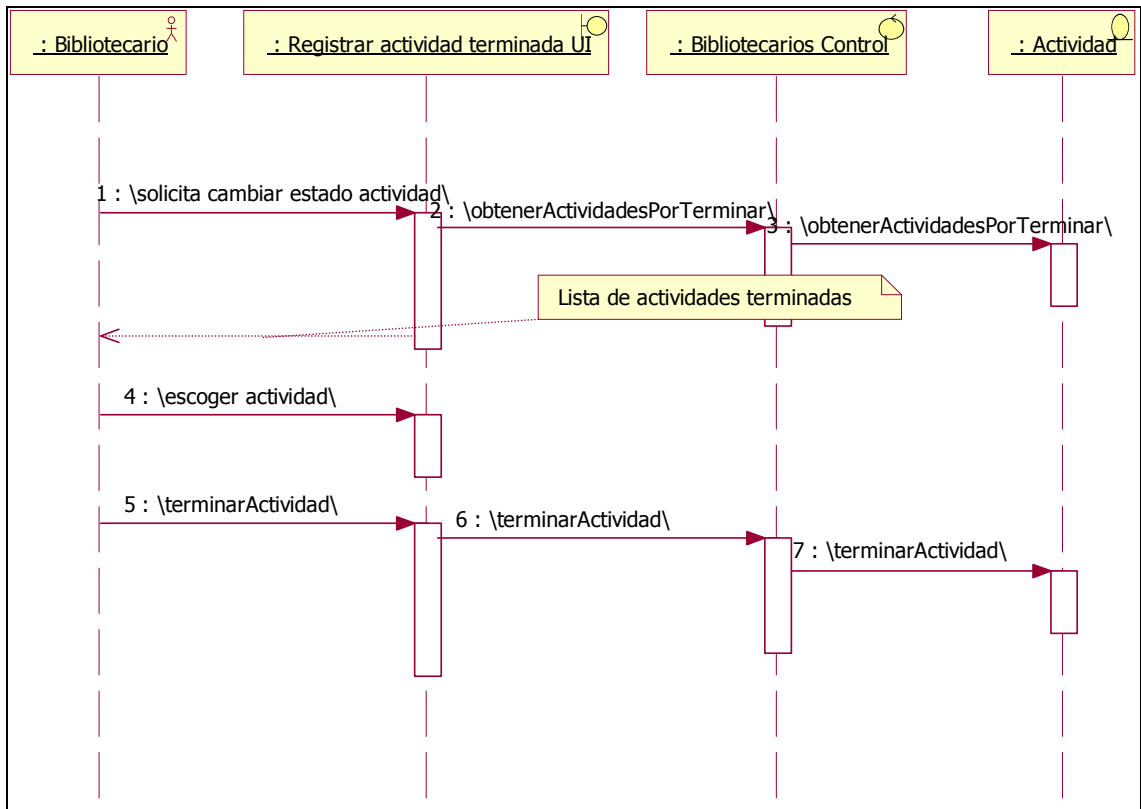 : Bibliotecario
: Registrar actividad terminada UI
: Bibliotecarios Control
: Actividad
1 : \solicita cambiar estado actividad\
2 : \obtenerActividadesPorTerminar\
3 : \obtenerActividadesPorTerminar\
Lista de actividades terminadas
4 : \escoger actividad\
5 : \terminarActividad\
6 : \terminarActividad\
7 : \terminarActividad\